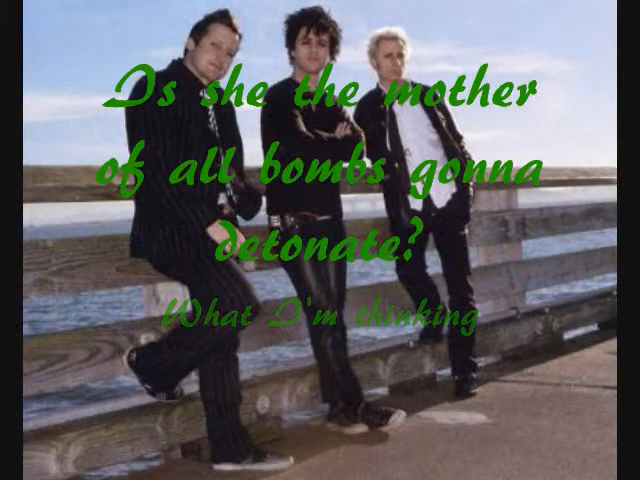 Is she the mother
of all bombs gonna
detonate?
What I'm thinking